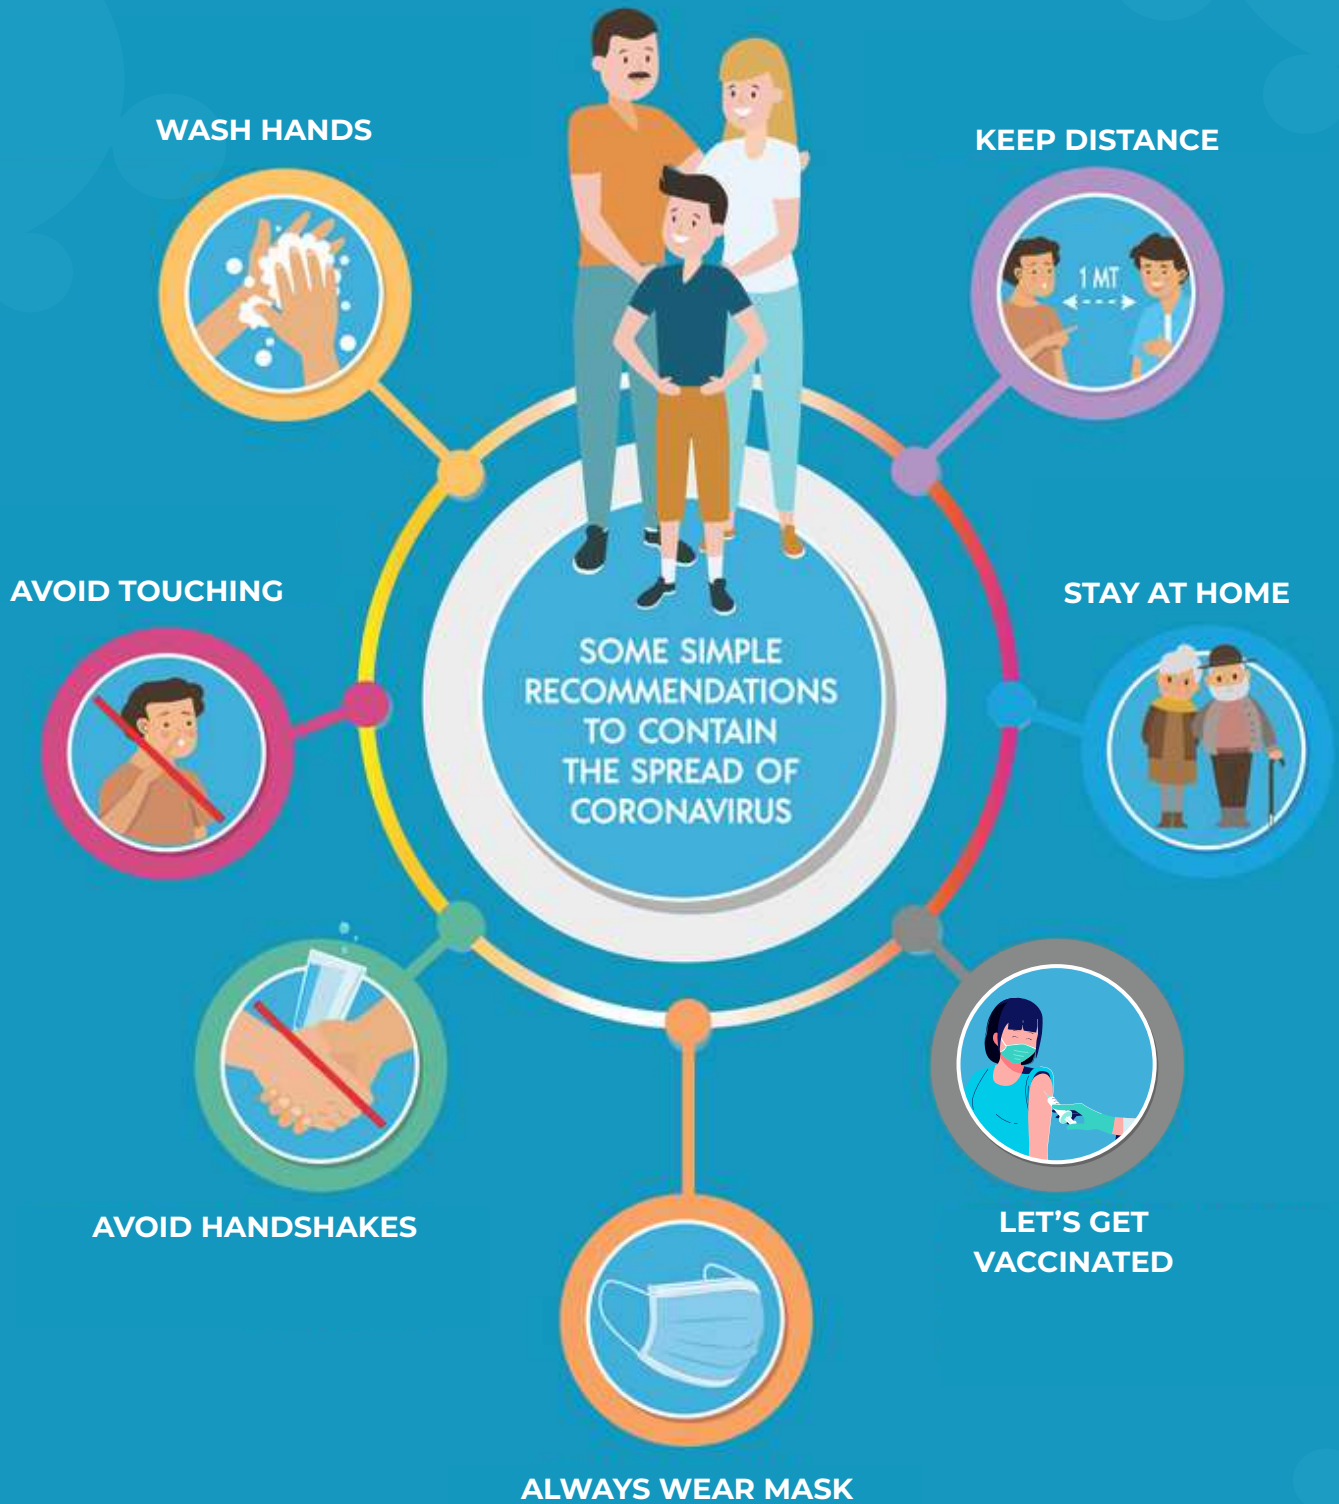 WASH HANDS
KEEP DISTANCE
1 MT
AVOID TOUCHING
STAY AT HOME
SOME SIMPLE
RECOMMENDATIONS
TO CONTAIN
THE SPREAD OF
CORONAVIRUS
AVOID HANDSHAKES
LET’S GET
VACCINATED
ALWAYS WEAR MASK